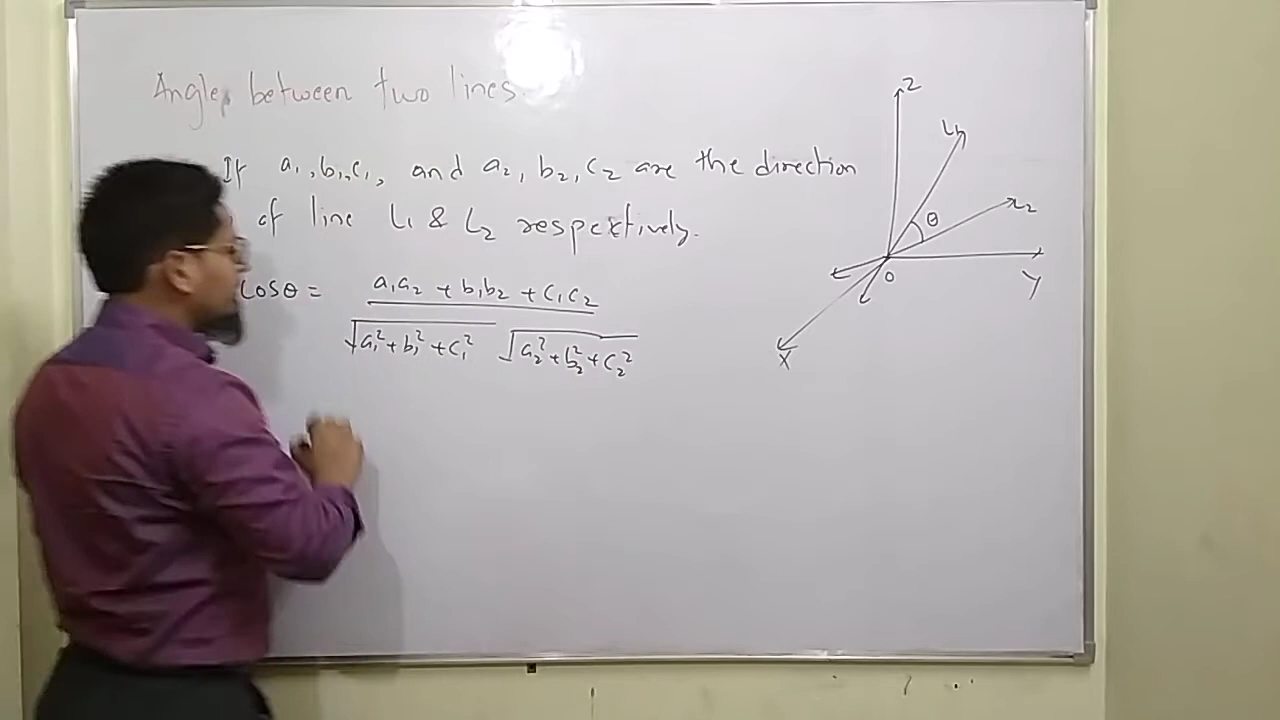 Angle between two lines.
If a₁, b₁, c₁, and a₂, b₂, c₂ are the direction
of line L₁ & L₂ respectively.
cosθ = a₁a₂ + b₁b₂ + c₁c₂
√a₁² + b₁² + c₁² √a₂² + b₂² + c₂²
Z
L₁
L₂
θ
O
Y
X